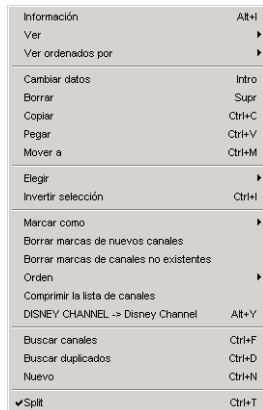 Información Alt+I
Ver
Ver ordenados por
Cambiar datos Intro
Borrar Supr
Copiar Ctrl+C
Pegar Ctrl+V
Mover a Ctrl+M
Elegir
Invertir selección Ctrl+I
Marcar como
Borrar marcas de nuevos canales
Borrar marcas de canales no existentes
Orden
Comprimir la lista de canales
DISNEY CHANNEL -> Disney Channel Alt+Y
Buscar canales Ctrl+F
Buscar duplicados Ctrl+D
Nuevo Ctrl+N
Split Ctrl+T